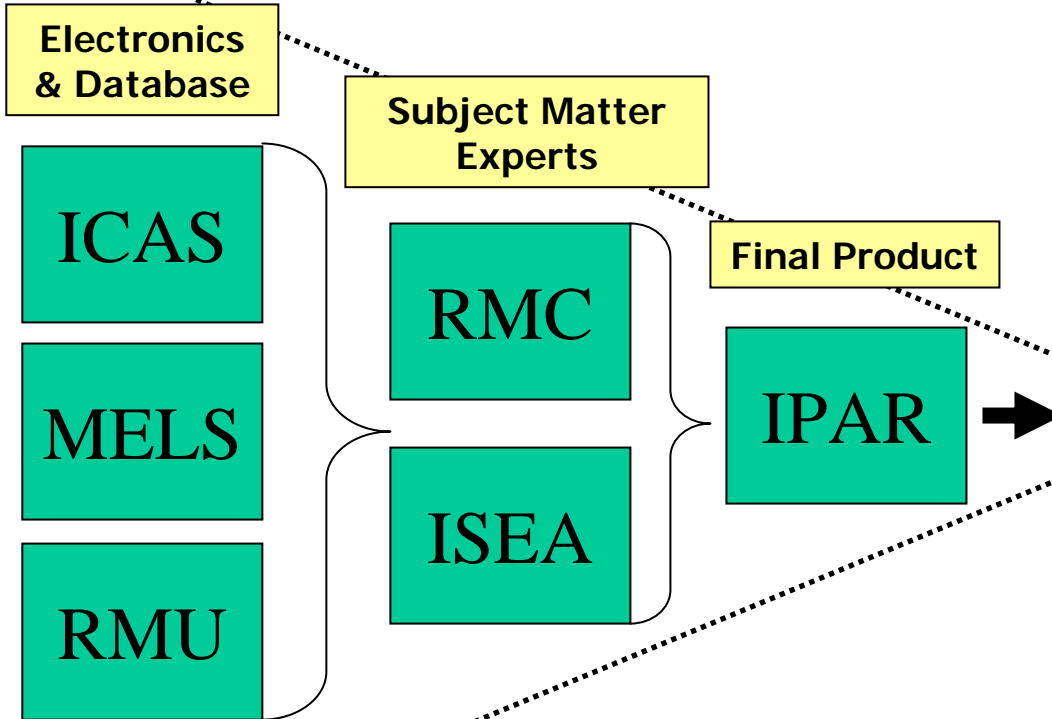 Electronics
& Database
ICAS
MELS
RMU
Subject Matter
Experts
RMC
ISEA
Final Product
IPAR